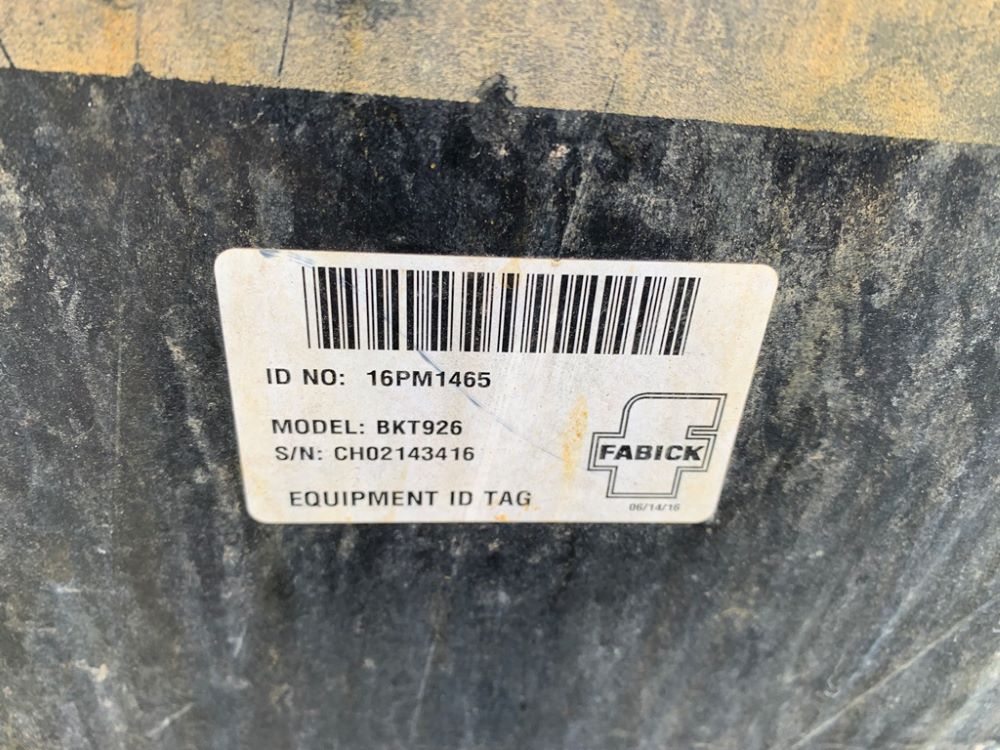 ID NO: 16PM1465
MODEL: BKT926
S/N: CH02143416
FABICK
EQUIPMENT ID TAG
06/14/16